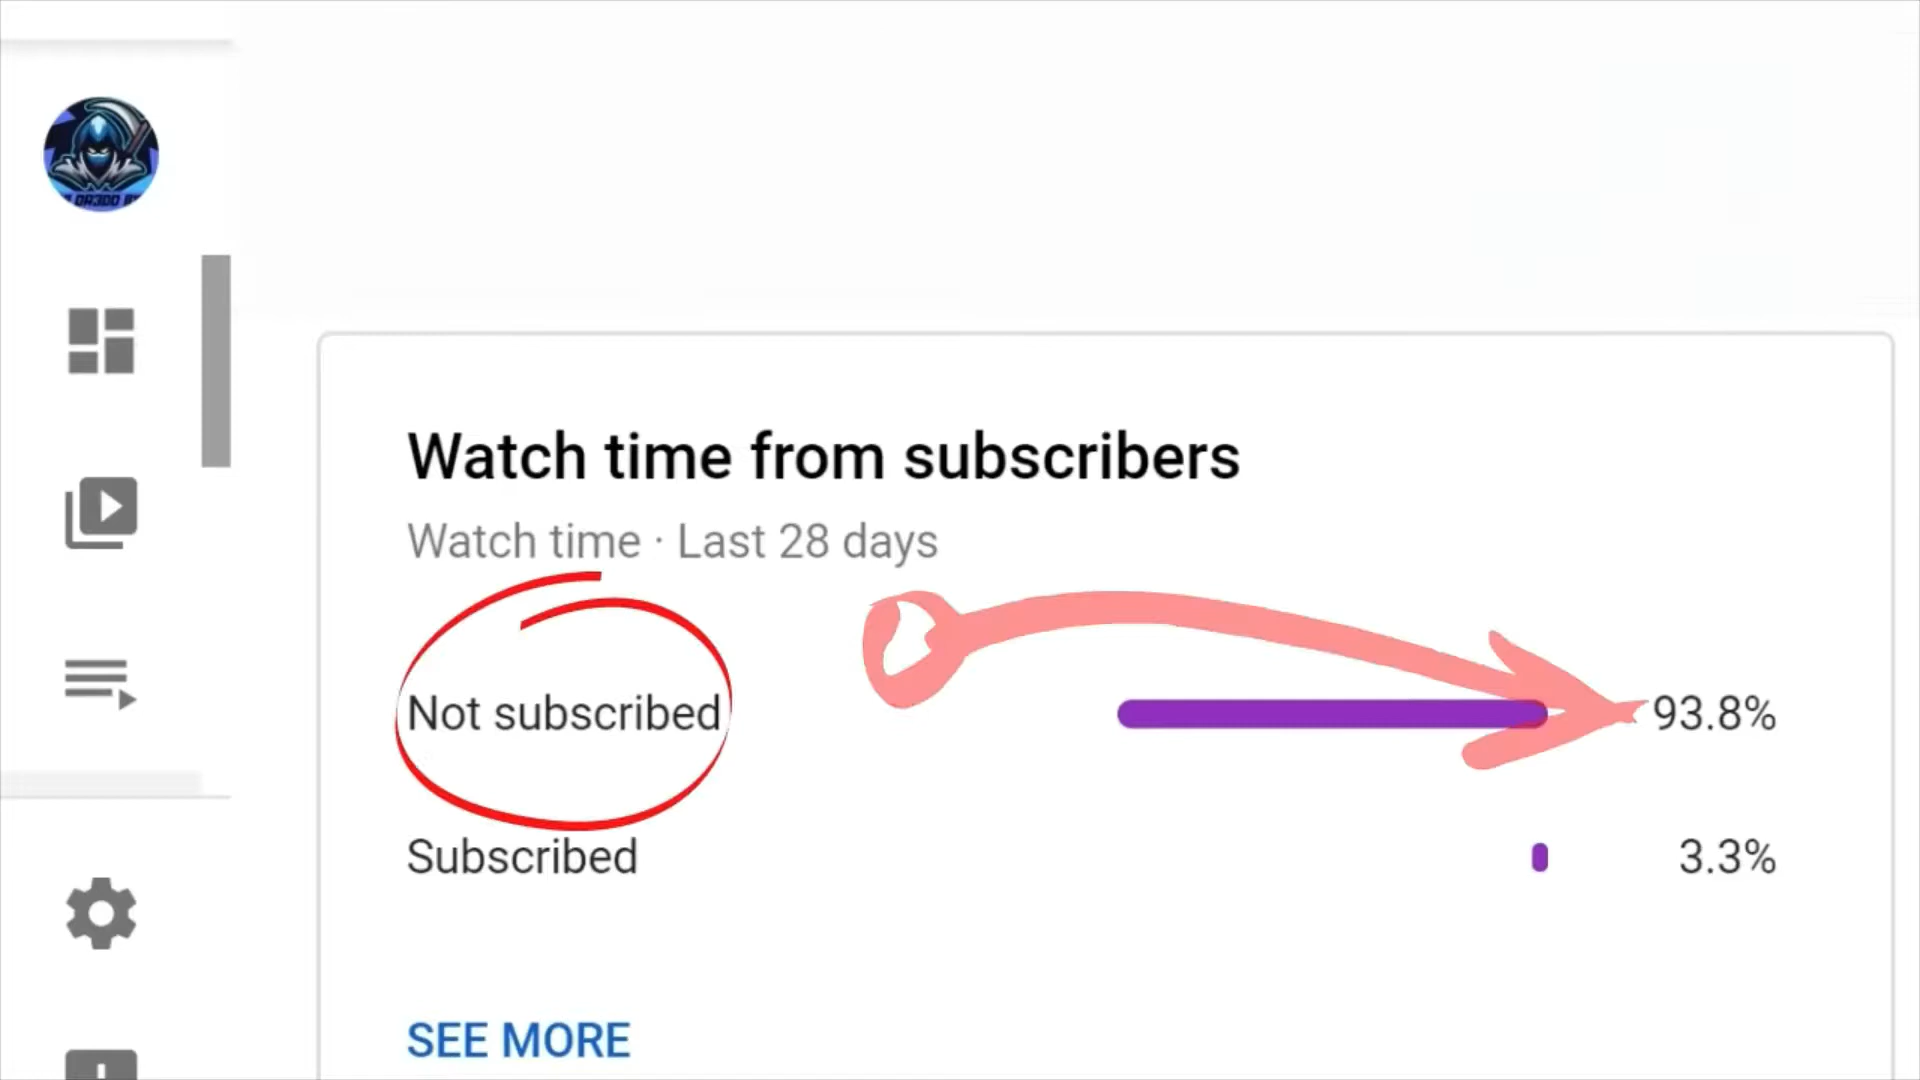 Watch time from subscribers
Watch time · Last 28 days
Not subscribed 93.8%
Subscribed 3.3%
SEE MORE